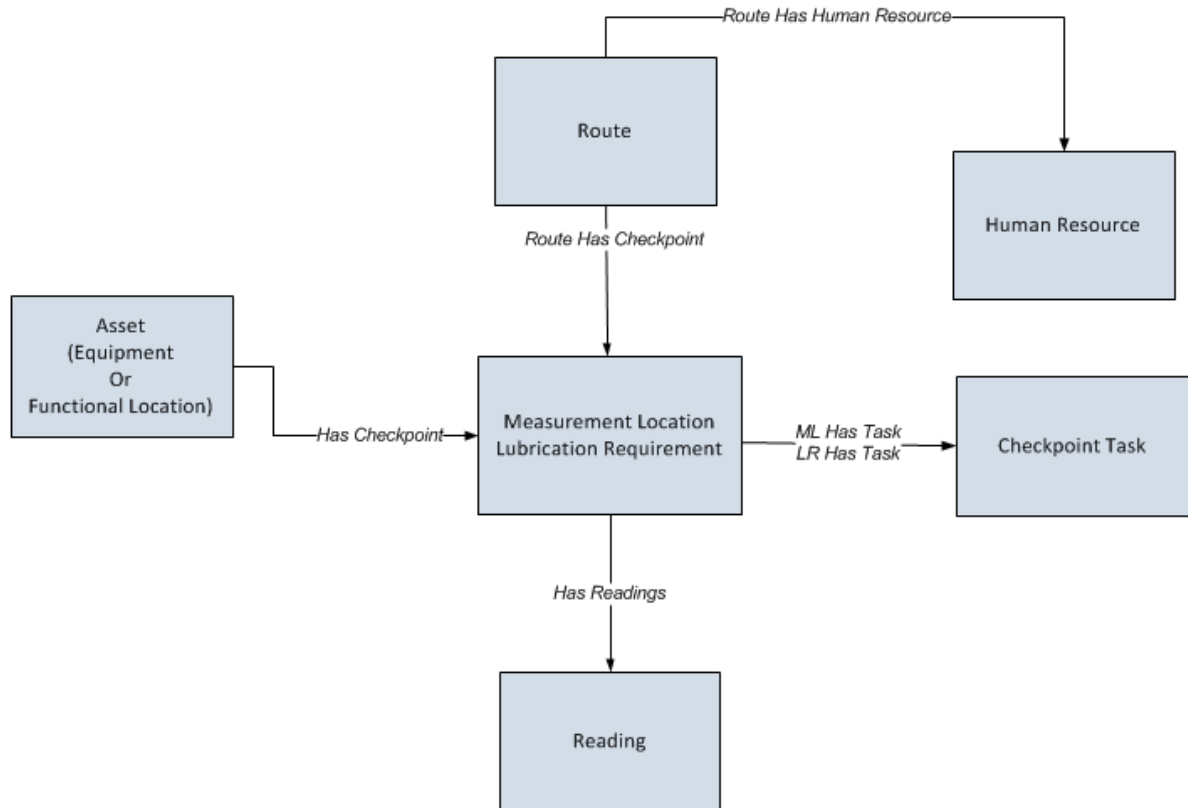 Route Has Human Resource
Route
Human Resource
Route Has Checkpoint
Asset
(Equipment
Or
Functional Location)
Has Checkpoint
Measurement Location
Lubrication Requirement
ML Has Task
LR Has Task
Checkpoint Task
Has Readings
Reading